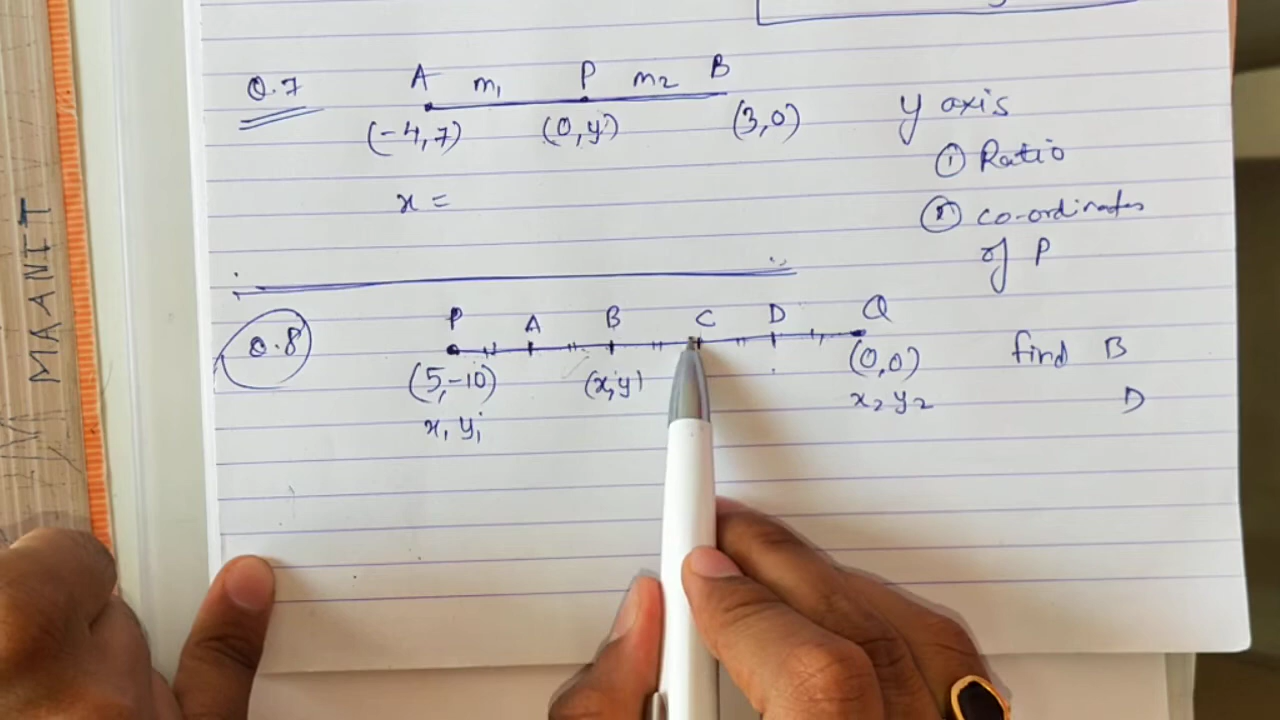 Q.7 A m₁ P m₂ B
(-4,7) (0,y) (3,0)
x =
y axis
① Ratio
② co-ordinates
of P
Q.8 P A B C D Q
(5,-10) (x,y) (0,0)
x₁ y₁ x₂ y₂
find B
D
MAANIT